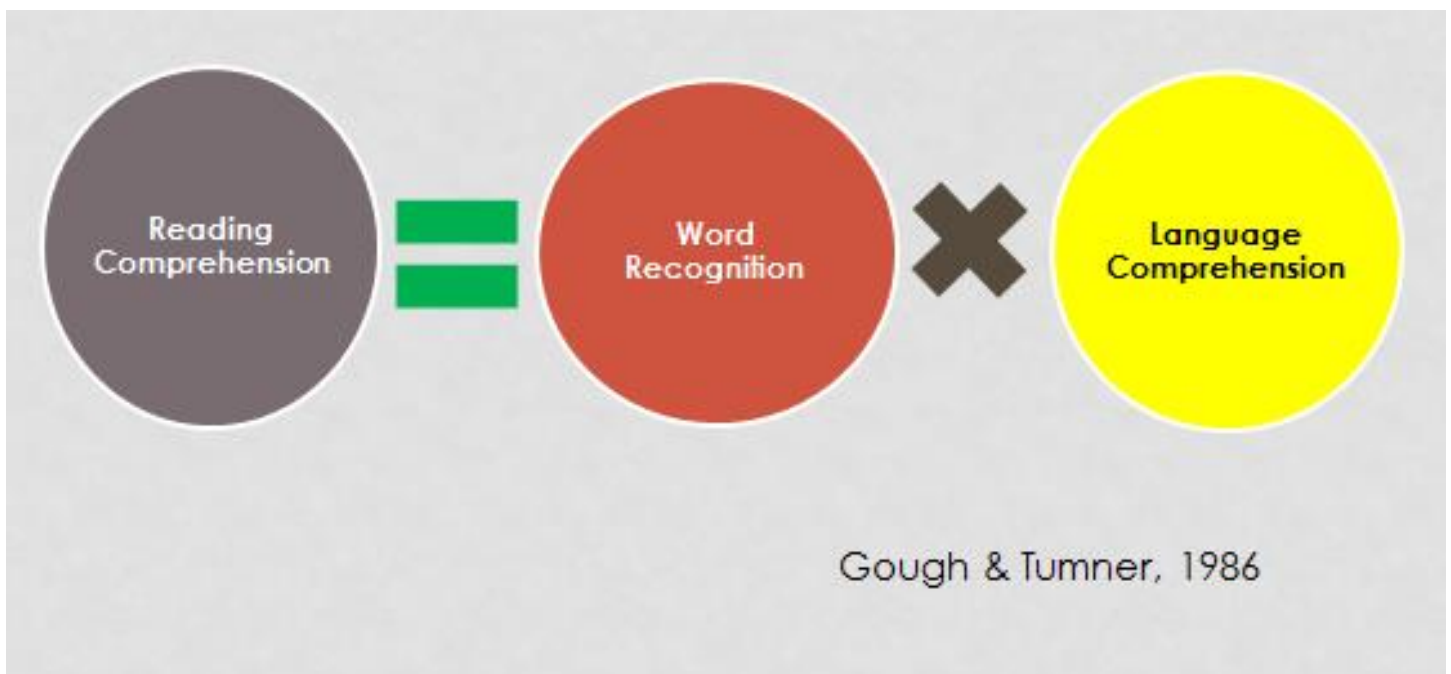 Reading
Comprehension
Word
Recognition
Language
Comprehension
Gough & Tumner, 1986